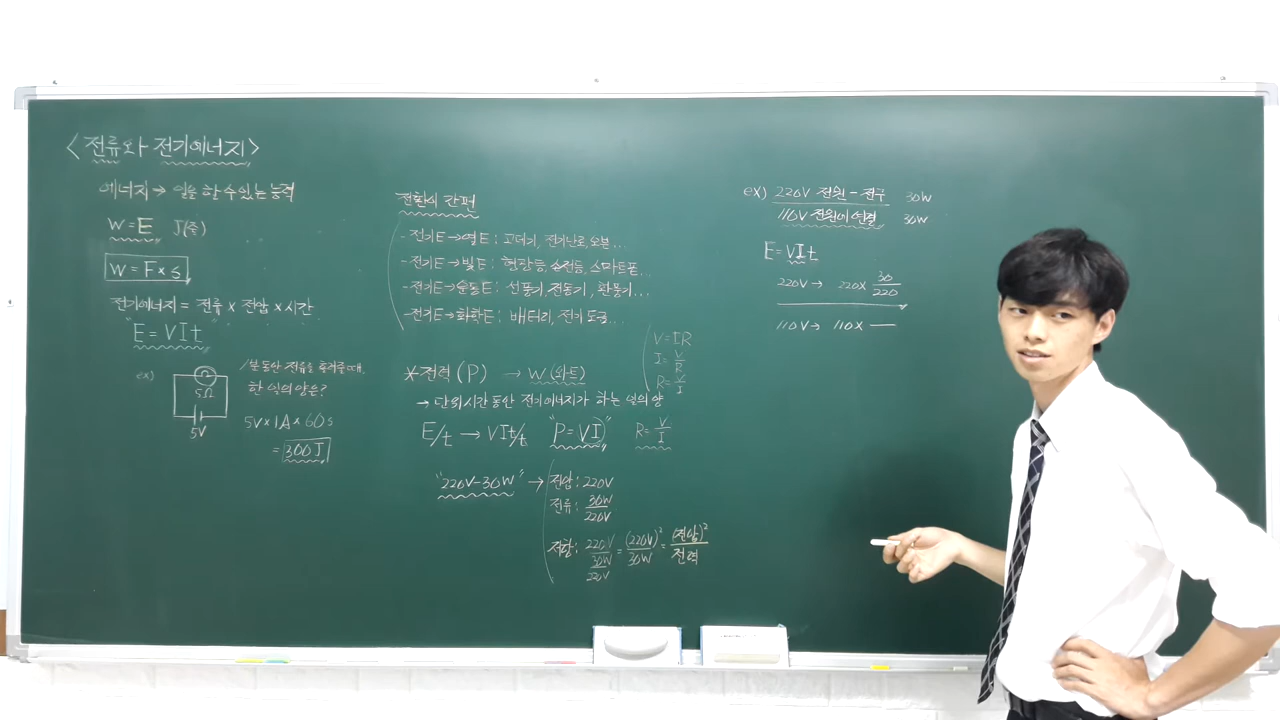 <전류와 전기에너지>
에너지 → 일을 할 수 있는 능력
W = E J(줄)
W = F × s
전기에너지 = 전류 × 전압 × 시간
"E = VIt"
ex) 1분 동안 전류를 흘려줄 때,
한 일의 양은?
5Ω
5V
5V × 1A × 60s
= 300J
전환의 간편
- 전기E → 열E : 고데기, 전기난로, 오븐...
- 전기E → 빛E : 형광등, 손전등, 스마트폰...
- 전기E → 운동E : 선풍기, 전동기, 환풍기...
- 전기E → 화학E : 배터리, 전기 도금...
V = IR
I = V/R
R = V/I
* 전력 (P) → W (와트)
→ 단위시간 동안 전기에너지가 하는 일의 양
E/t → VIt/t "P = VI" R = V/I
"220V-30W" → 전압 : 220V
전류 : 30W/220V
저항 : 220V/(30W/220V) = (220V)²/30W = (전압)²/전력
ex) 220V 전원 - 전구 30W
110V 전원에 연결 30W
E = VIt
220V → 220 × 30/220
110V → 110 ×